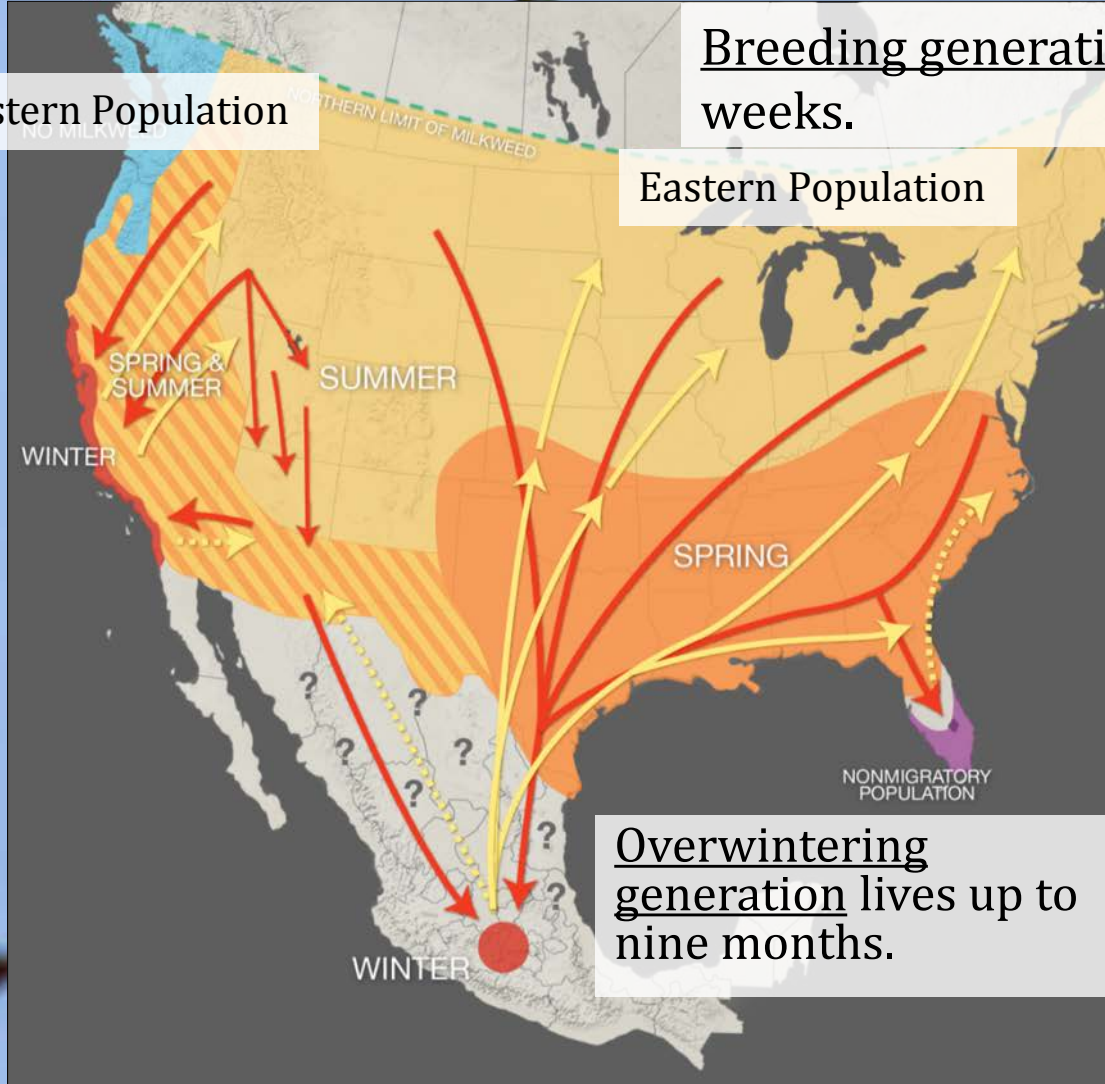 Breeding generati
weeks.
stern Population
NO MILKWEED
NORTHERN LIMIT OF MILKWEED
Eastern Population
SPRING &
SUMMER
SUMMER
WINTER
SPRING
?
?
?
?
?
?
?
NONMIGRATORY
POPULATION
Overwintering
generation lives up to
nine months.
WINTER